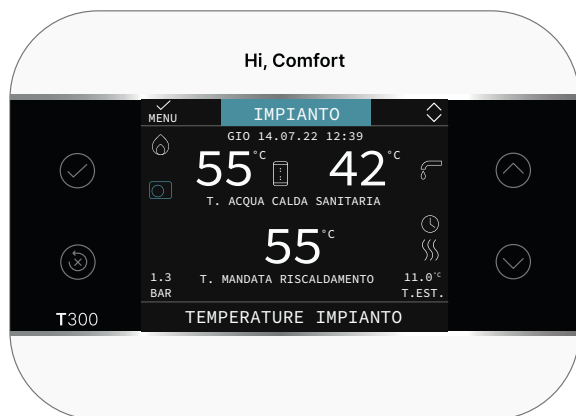 Hi, Comfort
MENU
IMPIANTO
GIO 14.07.22 12:39
55°C 42°C
T. ACQUA CALDA SANITARIA
55°C
1.3 BAR
T. MANDATA RISCALDAMENTO
11.0°C T.EST.
T300
TEMPERATURE IMPIANTO